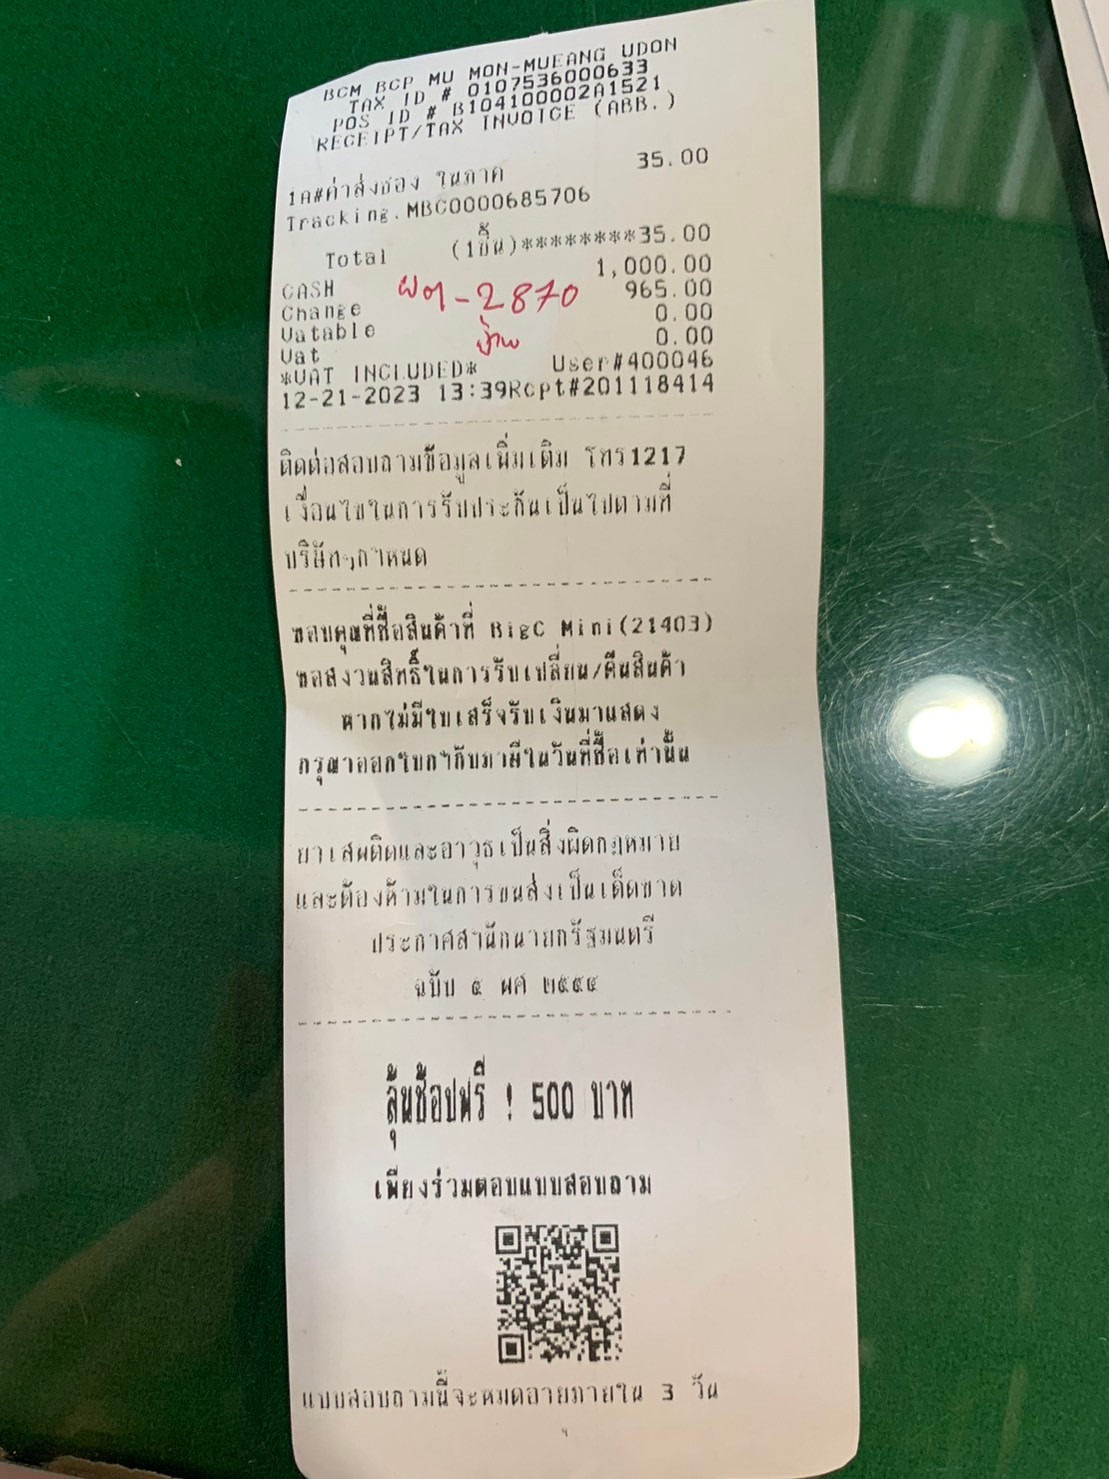 BCM BCP MU MON-MUEANG UDON
TAX ID # 0107536000633
POS ID # B104100002A1521
RECEIPT/TAX INVOICE (ABB.)
1A#ค่าส่งของ ในภาค 35.00
Tracking.MBC0000685706
Total (1ชิ้น)********35.00
CASH 1,000.00
Change 965.00
Vatable 0.00
Vat 0.00
-2870
*VAT INCLUDED* User#400046
12-21-2023 13:39Rcpt#201118414
ติดต่อสอบถามข้อมูลเพิ่มเติม โทร1217
เงื่อนไขในการรับประกันเป็นไปตามที่
บริษัทฯกำหนด
ขอบคุณที่ซื้อสินค้าที่ BigC Mini(21403)
ขอสงวนสิทธิ์ในการรับเปลี่ยน/คืนสินค้า
หากไม่มีใบเสร็จรับเงินมาแสดง
กรุณาออกใบกำกับภาษีในวันที่ซื้อเท่านั้น
ยาเสพติดและอาวุธเป็นสิ่งผิดกฎหมาย
และต้องห้ามในการขนส่งเป็นเด็ดขาด
ประกาศสำนักนายกรัฐมนตรี
ฉบับ ๕ พศ ๒๕๕๔
ลุ้นช้อปฟรี ! 500 บาท
เพียงร่วมตอบแบบสอบถาม
แบบสอบถามนี้จะหมดอายุภายใน 3 วัน